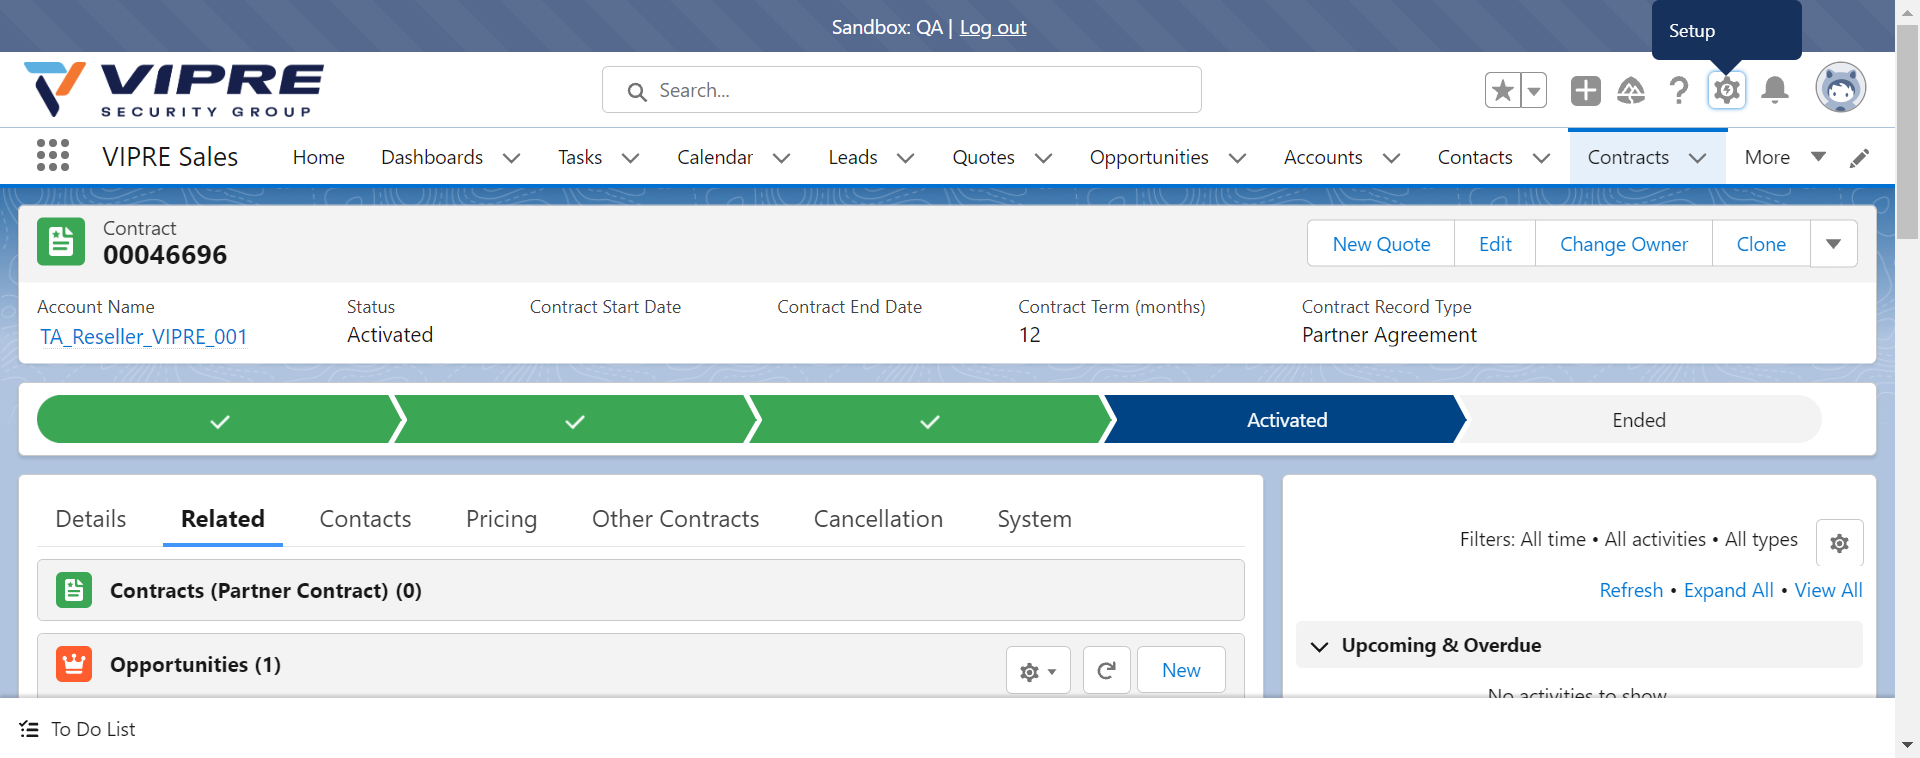 Sandbox: QA | Log out
Setup
VIPRE
SECURITY GROUP
Search...
VIPRE Sales
Home
Dashboards
Tasks
Calendar
Leads
Quotes
Opportunities
Accounts
Contacts
Contracts
More
Contract
00046696
New Quote
Edit
Change Owner
Clone
Account Name
TA_Reseller_VIPRE_001
Status
Activated
Contract Start Date
Contract End Date
Contract Term (months)
12
Contract Record Type
Partner Agreement
Activated
Ended
Details
Related
Contacts
Pricing
Other Contracts
Cancellation
System
Contracts (Partner Contract) (0)
Opportunities (1)
New
Filters: All time • All activities • All types
Refresh • Expand All • View All
Upcoming & Overdue
No activities to show
To Do List